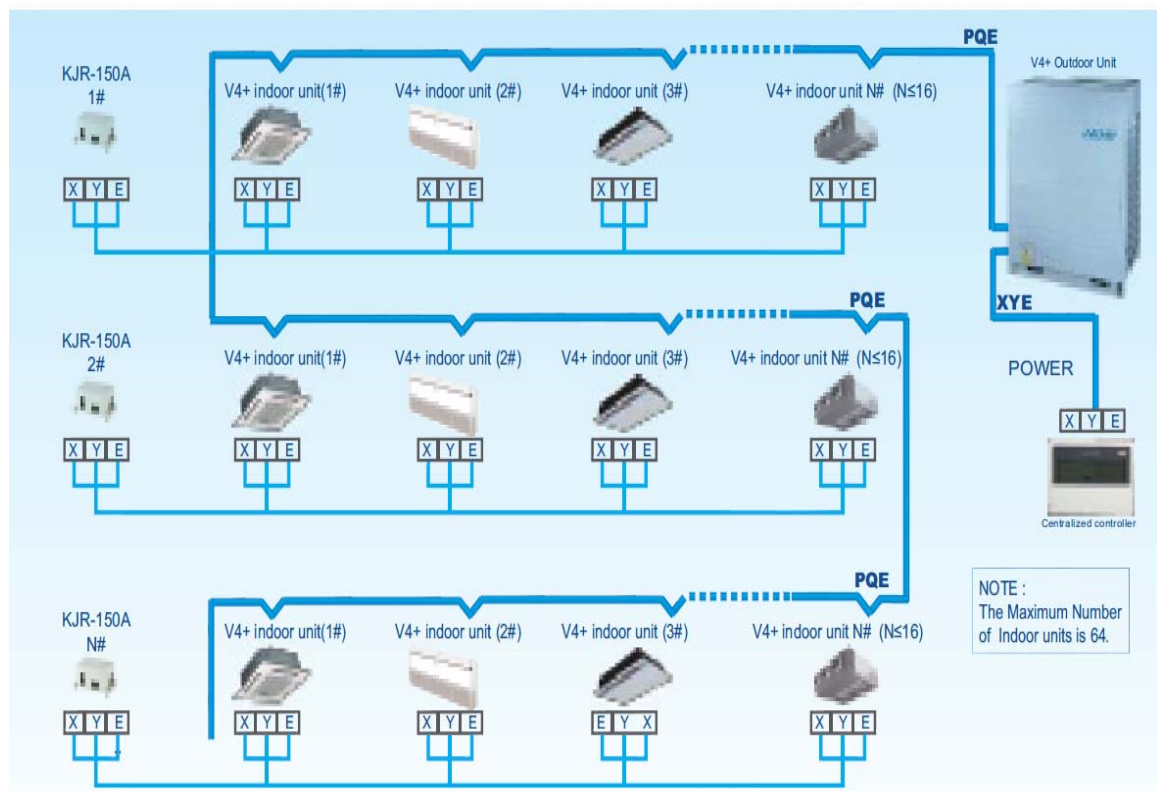 PQE
KJR-150A
1#
V4+ indoor unit(1#)
V4+ indoor unit (2#)
V4+ indoor unit (3#)
V4+ indoor unit N# (N≤16)
V4+ Outdoor Unit
X Y E
X Y E
X Y E
X Y E
X Y E
PQE
XYE
KJR-150A
2#
V4+ indoor unit(1#)
V4+ indoor unit (2#)
V4+ indoor unit (3#)
V4+ indoor unit N# (N≤16)
POWER
X Y E
X Y E
X Y E
X Y E
X Y E
X Y E
Centralized controller
PQE
KJR-150A
N#
V4+ indoor unit(1#)
V4+ indoor unit (2#)
V4+ indoor unit (3#)
V4+ indoor unit N# (N≤16)
NOTE :
The Maximum Number
of Indoor units is 64.
X Y E
X Y E
X Y E
E Y X
X Y E